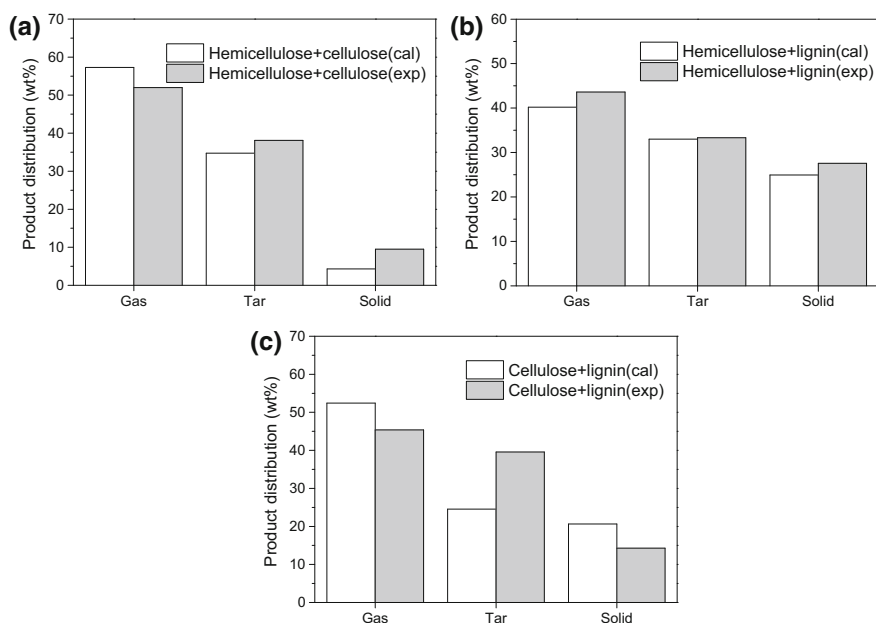 (a)
Product distribution (wt%)
70
60
50
40
30
20
10
0
Hemicellulose+cellulose(cal)
Hemicellulose+cellulose(exp)
Gas Tar Solid
(b)
Product distribution (wt%)
60
50
40
30
20
10
0
Hemicellulose+lignin(cal)
Hemicellulose+lignin(exp)
Gas Tar Solid
(c)
Product distribution (wt%)
70
60
50
40
30
20
10
0
Cellulose+lignin(cal)
Cellulose+lignin(exp)
Gas Tar Solid